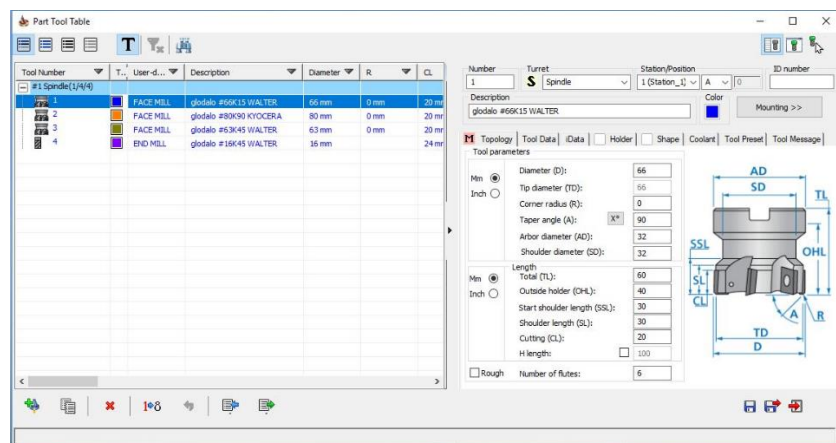 Part Tool Table
T
Tool Number T.. User-d... Description Diameter R CL
#1 Spindle(1/4/4)
1 FACE MILL glodalo #66K15 WALTER 66 mm 0 mm 20 mm
2 FACE MILL glodalo #80K90 KYOCERA 80 mm 0 mm 20 mm
3 FACE MILL glodalo #63K45 WALTER 63 mm 0 mm 20 mm
4 END MILL glodalo #16K45 WALTER 16 mm 24 mm
Number Turret Station/Position ID number
1 S Spindle 1 (Station_1) A 0
Description Color
glodalo #66K15 WALTER Mounting >>
M Topology Tool Data iData Holder Shape Coolant Tool Preset Tool Message
Tool parameters
Mm
Inch
Diameter (D): 66
Tip diameter (TD): 66
Corner radius (R): 0
Taper angle (A): X° 90
Arbor diameter (AD): 32
Shoulder diameter (SD): 32
Length
Mm
Inch
Total (TL): 60
Outside holder (OHL): 40
Start shoulder length (SSL): 30
Shoulder length (SL): 30
Cutting (CL): 20
H length: 100
Rough Number of flutes: 6
AD
SD
TL
SSL
OHL
SL
CL
A
R
TD
D